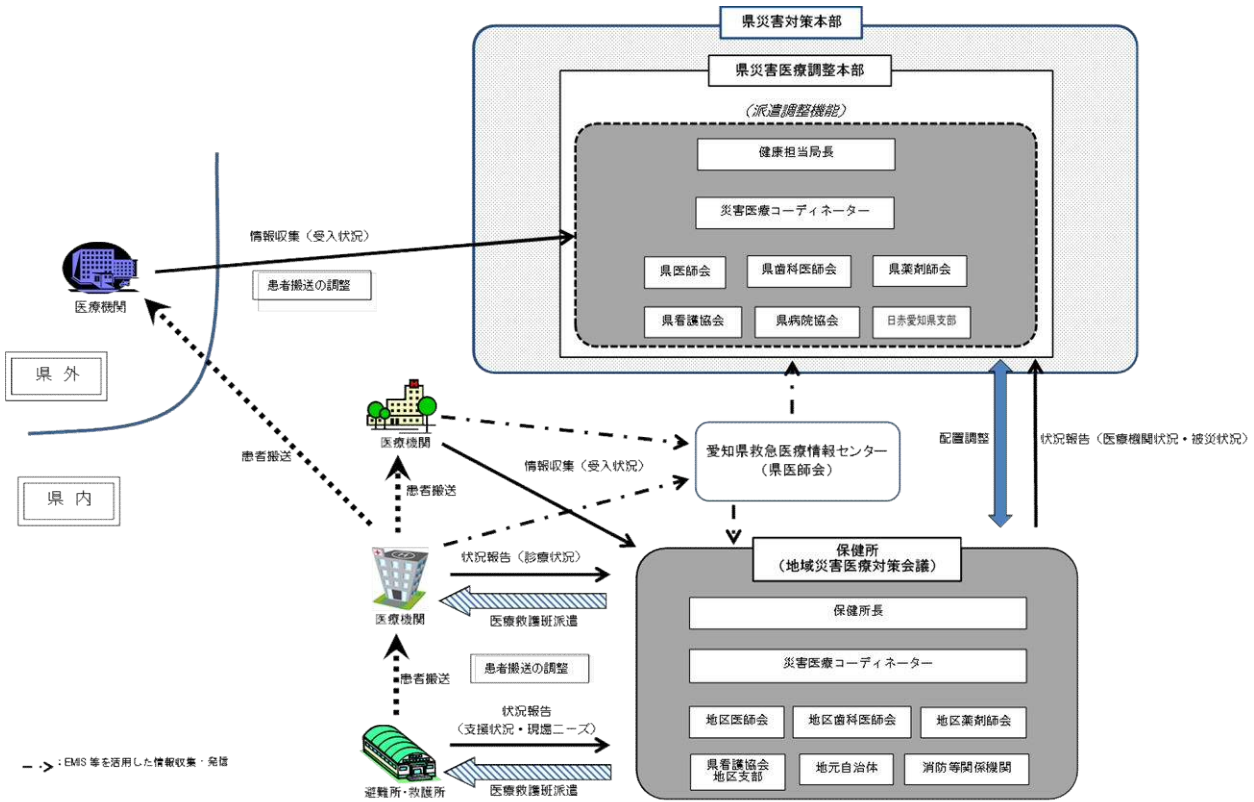 県災害対策本部
県災害医療調整本部
(派遣調整機能)
健康担当局長
災害医療コーディネーター
県医師会
県歯科医師会
県薬剤師会
県看護協会
県病院協会
日赤愛知県支部
情報収集（受入状況）
患者搬送の調整
医療機関
県 外
県 内
患者搬送
医療機関
患者搬送
情報収集（受入状況）
愛知県救急医療情報センター
（県医師会）
配置調整
状況報告（医療機関状況・被災状況）
医療機関
状況報告（診療状況）
医療救護班派遣
患者搬送の調整
患者搬送
状況報告
（支援状況・現場ニーズ）
避難所・救護所
医療救護班派遣
保健所
（地域災害医療対策会議）
保健所長
災害医療コーディネーター
地区医師会
地区歯科医師会
地区薬剤師会
県看護協会
地区支部
地元自治体
消防等関係機関
：EMIS 等を活用した情報収集・発信